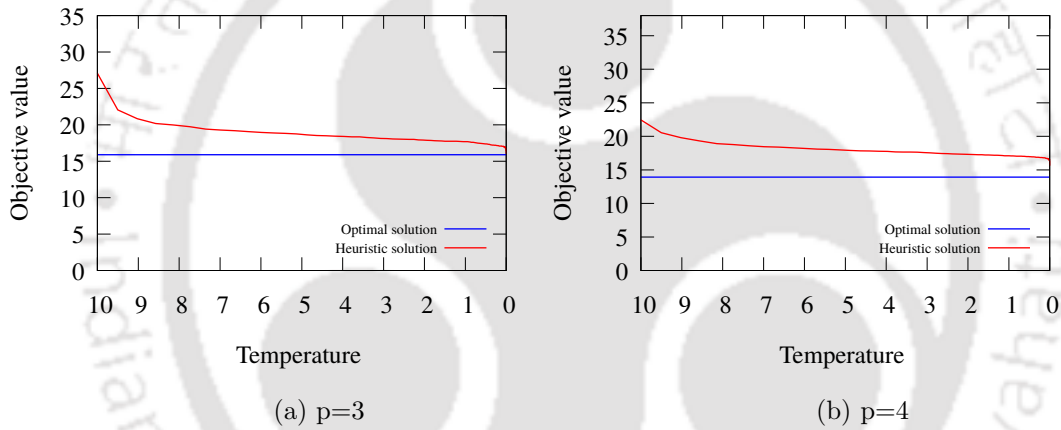 35
30
25
20
15
10
5
0
Objective value
Optimal solution
Heuristic solution
10 9 8 7 6 5 4 3 2 1 0
Temperature
(a) p=3
35
30
25
20
15
10
5
0
Objective value
Optimal solution
Heuristic solution
10 9 8 7 6 5 4 3 2 1 0
Temperature
(b) p=4
Indian